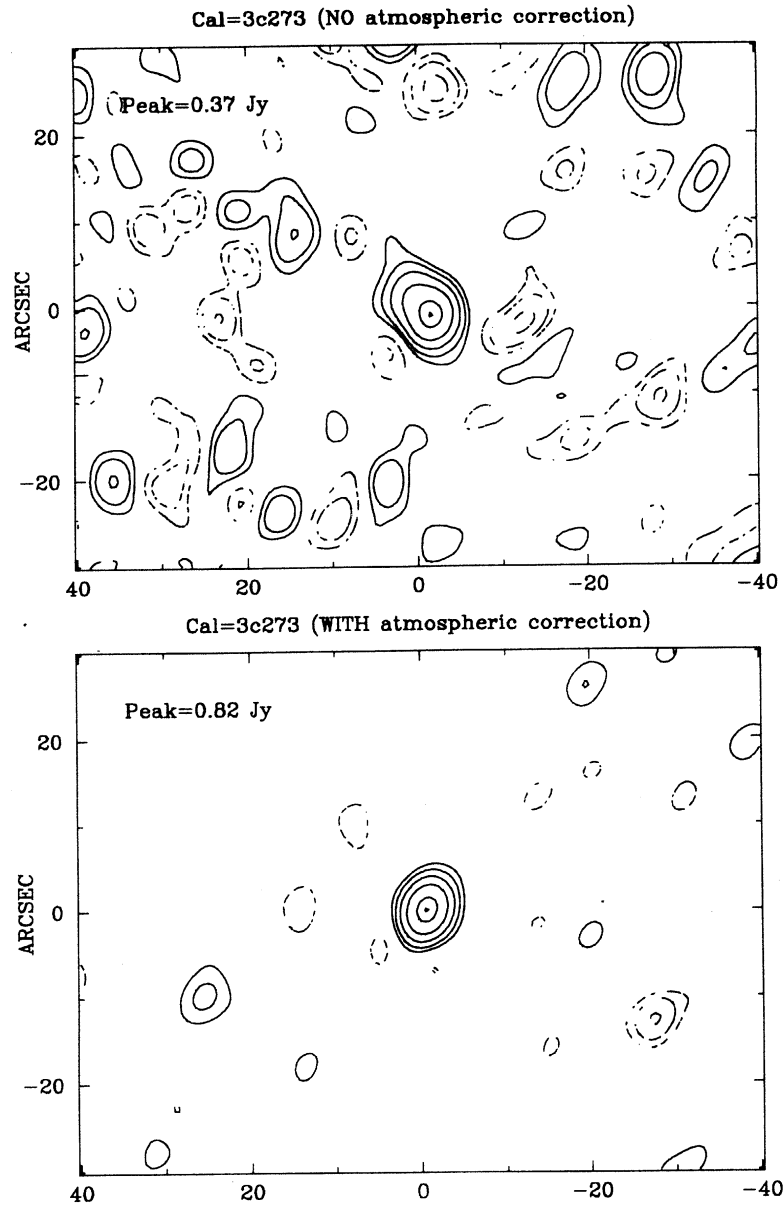 Cal=3c273 (NO atmospheric correction)
Peak=0.37 Jy
20
0
-20
ARCSEC
40 20 0 -20 -40
Cal=3c273 (WITH atmospheric correction)
Peak=0.82 Jy
20
0
-20
ARCSEC
40 20 0 -20 -40